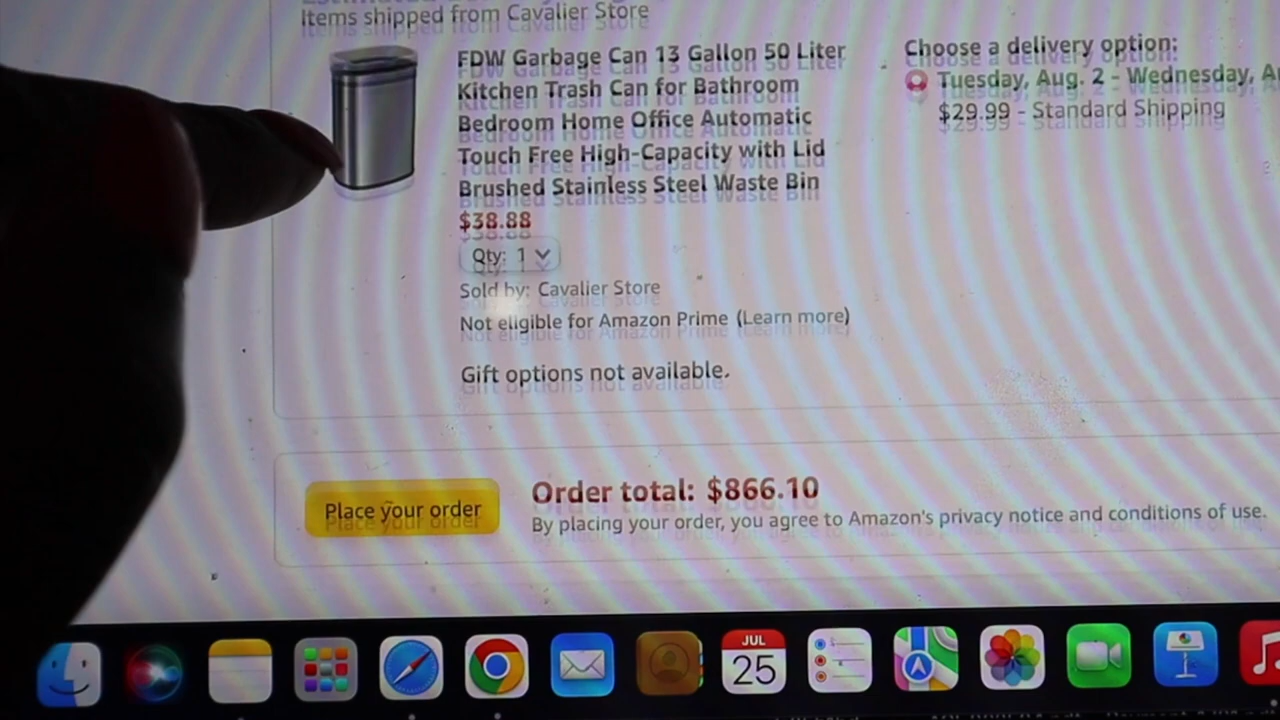 Items shipped from Cavalier Store
FDW Garbage Can 13 Gallon 50 Liter
Kitchen Trash Can for Bathroom
Bedroom Home Office Automatic
Touch Free High-Capacity with Lid
Brushed Stainless Steel Waste Bin
$38.88
Qty: 1
Sold by: Cavalier Store
Not eligible for Amazon Prime (Learn more)
Gift options not available.
Choose a delivery option:
Tuesday, Aug. 2 - Wednesday,
$29.99 - Standard Shipping
Place your order
Order total: $866.10
By placing your order, you agree to Amazon's privacy notice and conditions of use.
JUL
25